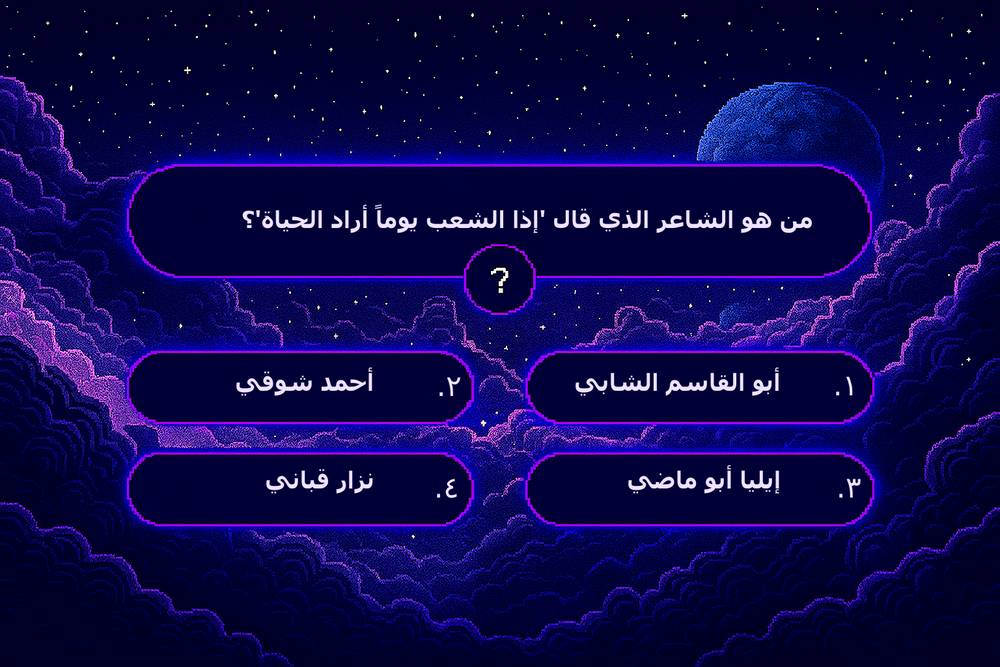 من هو الشاعر الذي قال 'إذا الشعب يوماً أراد الحياة'؟
?
١. أبو القاسم الشابي
٢. أحمد شوقي
٣. إيليا أبو ماضي
٤. نزار قباني